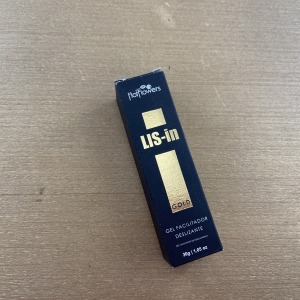 HotFlowers
LIS-in
GOLD
GEL FACILITADOR
DESLIZANTE
30g / 1,05 oz